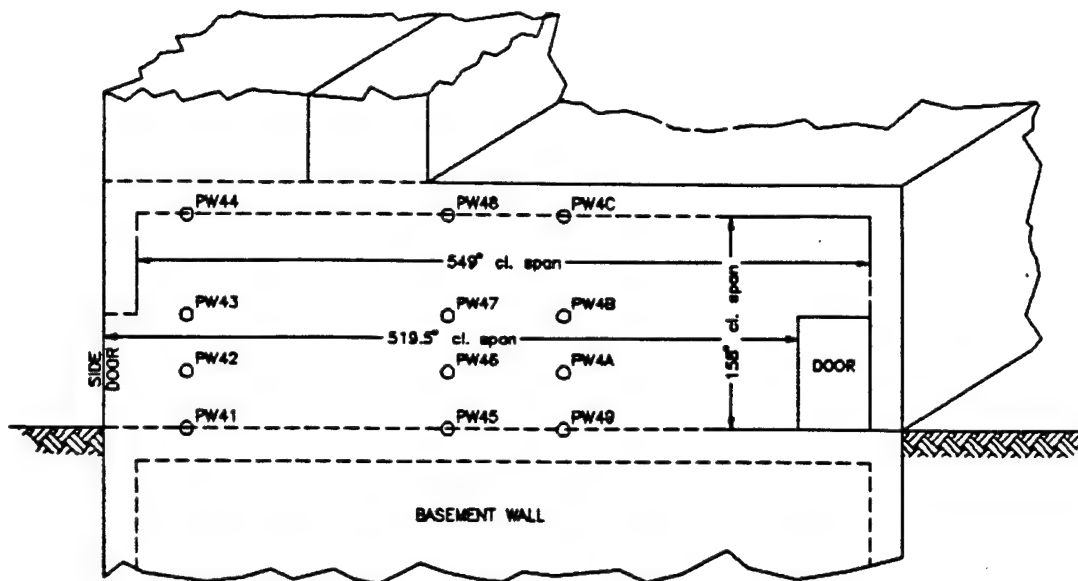 PW44
PW48
PW4C
549" cl. span
PW43
PW47
PW4B
519.5" cl. span
158" cl. span
SIDE
DOOR
PW42
PW46
PW4A
DOOR
PW41
PW45
PW49
BASEMENT WALL